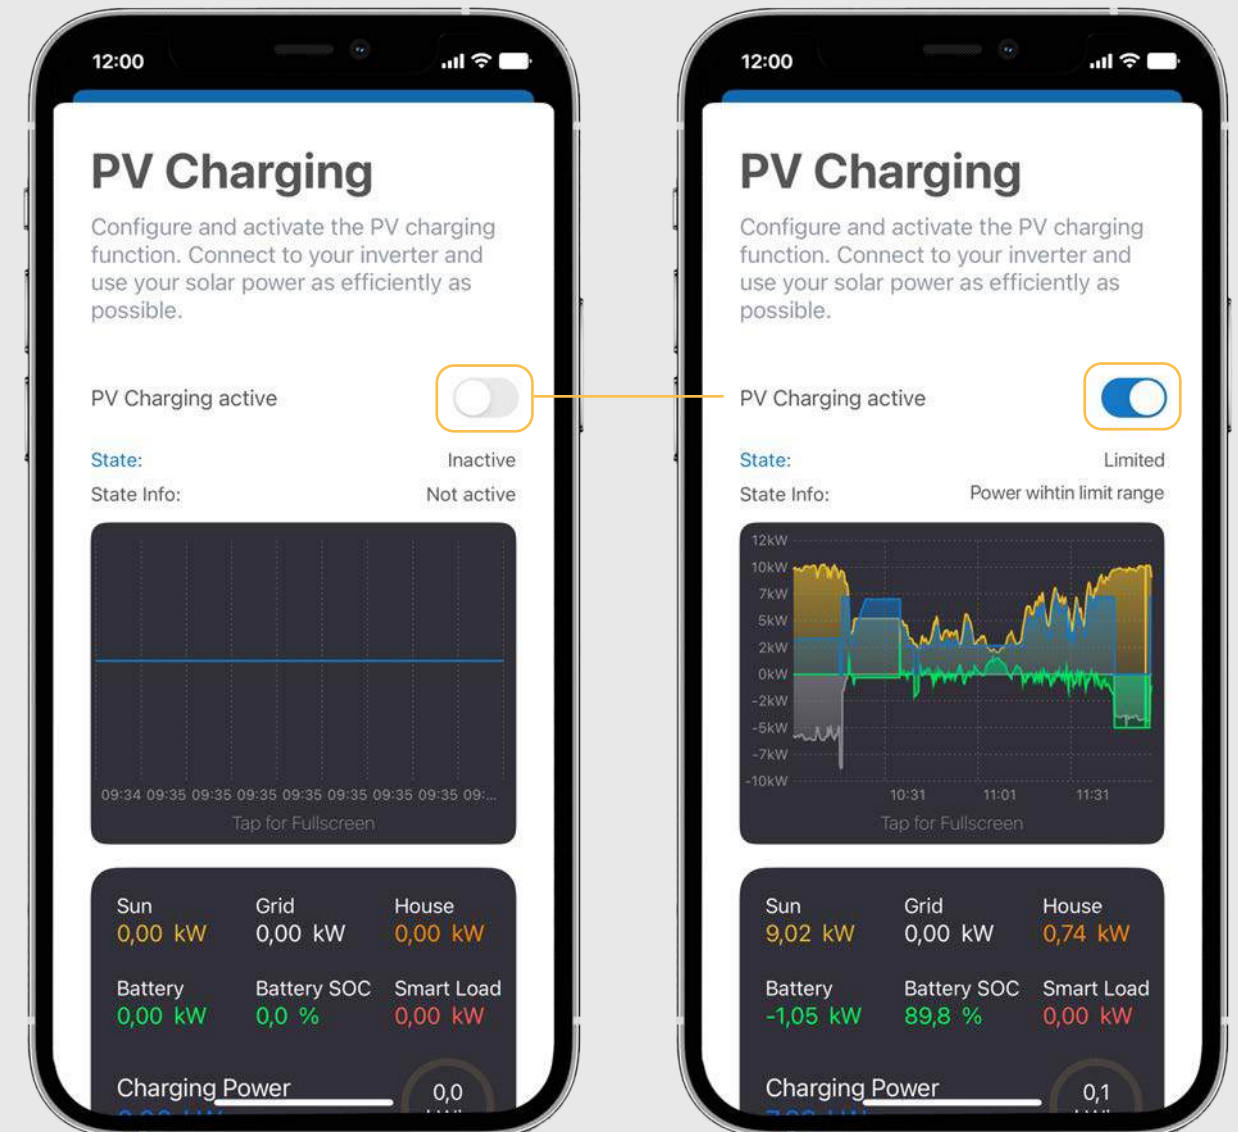 12:00
PV Charging
Configure and activate the PV charging
function. Connect to your inverter and
use your solar power as efficiently as
possible.
PV Charging active
State: Inactive
State Info: Not active
09:34 09:35 09:35 09:35 09:35 09:35 09:35 09:35 09:...
Tap for Fullscreen
Sun Grid House
0,00 kW 0,00 kW 0,00 kW
Battery Battery SOC Smart Load
0,00 kW 0,0 % 0,00 kW
Charging Power
0,0
12:00
PV Charging
Configure and activate the PV charging
function. Connect to your inverter and
use your solar power as efficiently as
possible.
PV Charging active
State: Limited
State Info: Power wihtin limit range
12kW
10kW
7kW
5kW
2kW
0kW
-2kW
-5kW
-7kW
-10kW
10:31 11:01 11:31
Tap for Fullscreen
Sun Grid House
9,02 kW 0,00 kW 0,74 kW
Battery Battery SOC Smart Load
-1,05 kW 89,8 % 0,00 kW
Charging Power
0,1